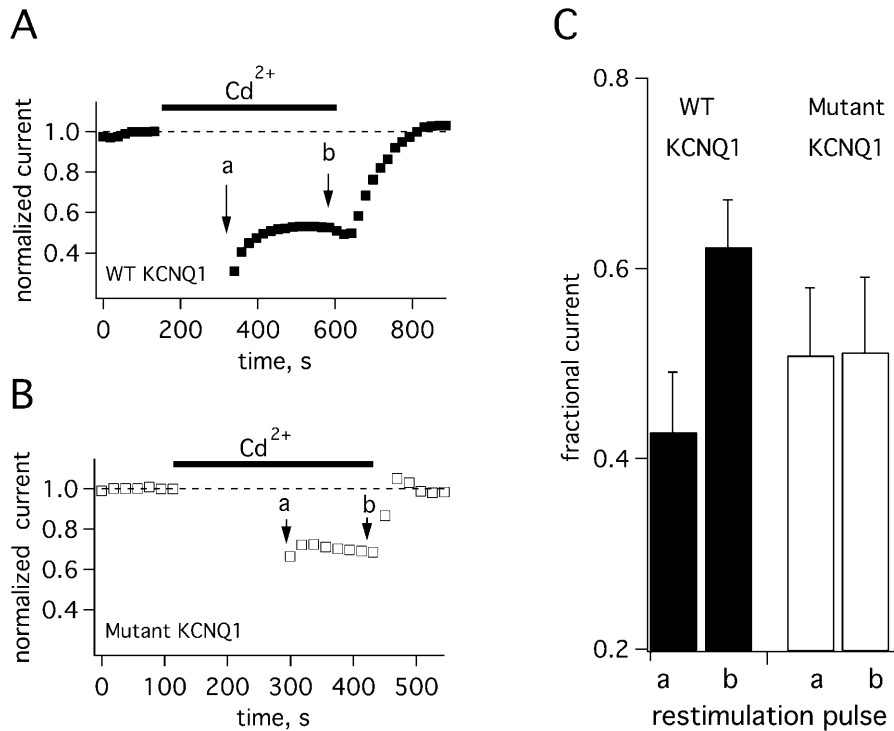 A
Cd2+
normalized current
1.0
0.8
0.6
0.4
a
b
WT KCNQ1
0
200
400
600
800
time, s
B
Cd2+
normalized current
1.0
0.8
0.6
0.4
a
b
Mutant KCNQ1
0
100
200
300
400
500
time, s
C
fractional current
0.8
0.6
0.4
0.2
WT
KCNQ1
Mutant
KCNQ1
a b a b
restimulation pulse